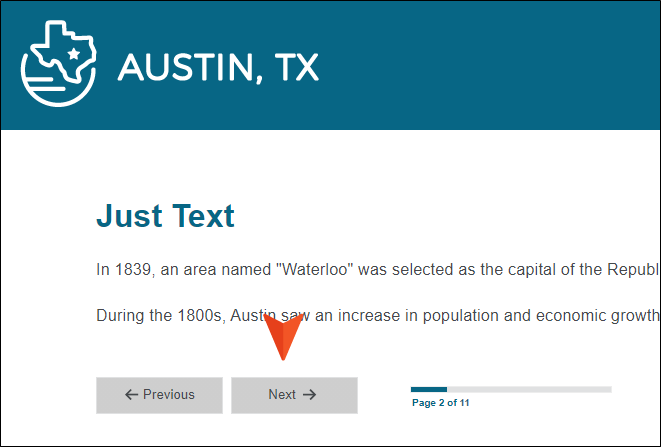 AUSTIN, TX
Just Text
In 1839, an area named "Waterloo" was selected as the capital of the Republ
During the 1800s, Austin saw an increase in population and economic growth
Previous Next
Page 2 of 11